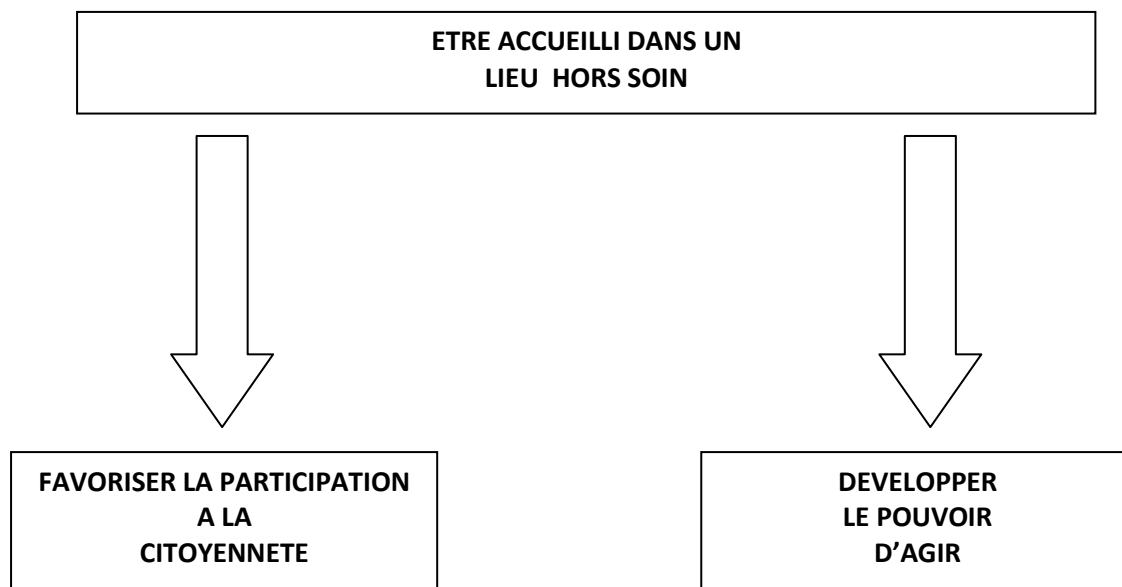 ETRE ACCUEILLI DANS UN
LIEU HORS SOIN
FAVORISER LA PARTICIPATION
A LA
CITOYENNETE
DEVELOPPER
LE POUVOIR
D’AGIR